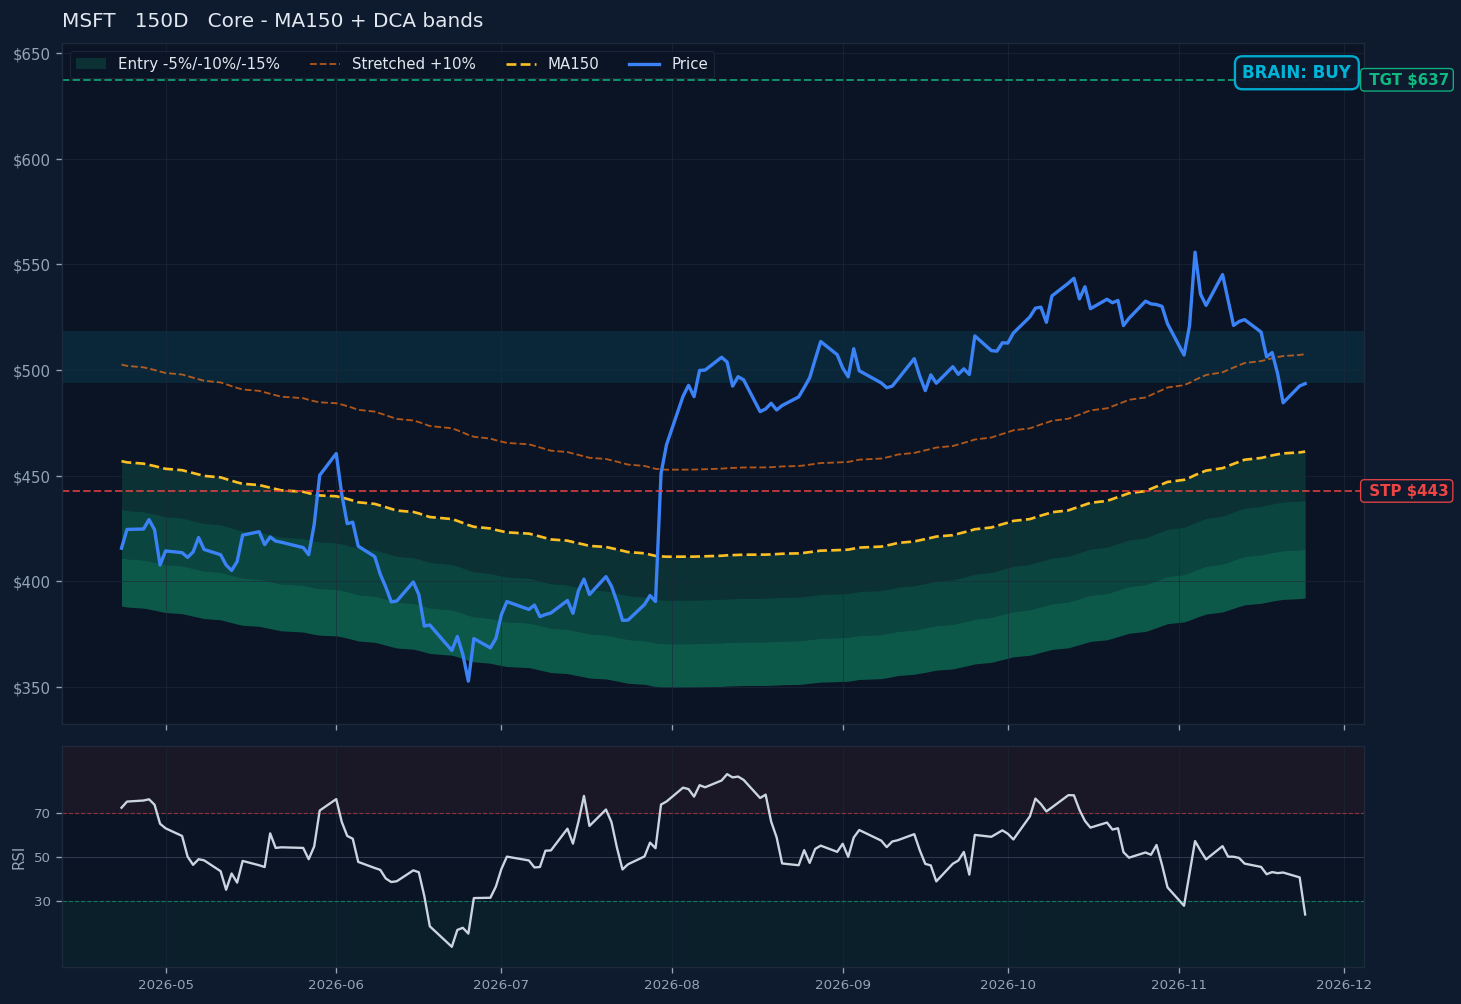 MSFT 150D Core - MA150 + DCA bands
Entry -5%/-10%/-15% Stretched +10% MA150 Price
BRAIN: BUY
TGT $637
STP $443
$650
$600
$550
$500
$450
$400
$350
RSI
70
50
30
2026-05 2026-06 2026-07 2026-08 2026-09 2026-10 2026-11 2026-12